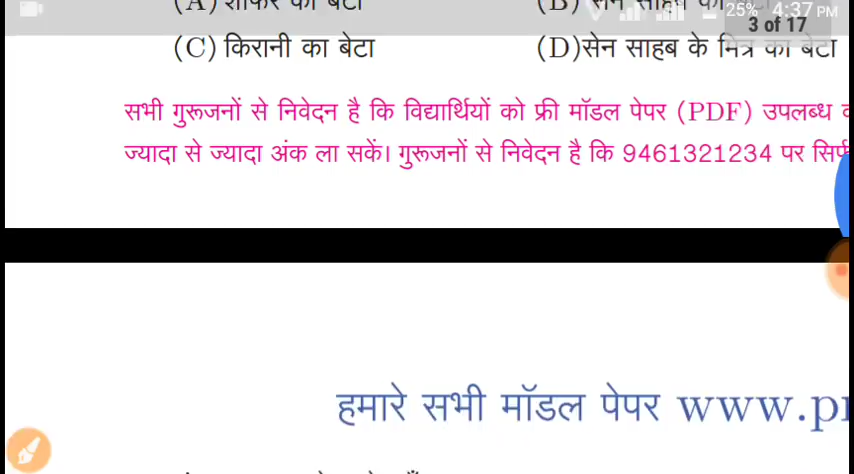 25% 4:37 PM
3 of 17
(C) किरानी का बेटा (D)सेन साहब के मित्र का बेटा
सभी गुरूजनों से निवेदन है कि विद्यार्थियों को फ्री मॉडल पेपर (PDF) उपलब्ध
ज्यादा से ज्यादा अंक ला सकें। गुरूजनों से निवेदन है कि 9461321234 पर सिर्फ
हमारे सभी मॉडल पेपर www.p